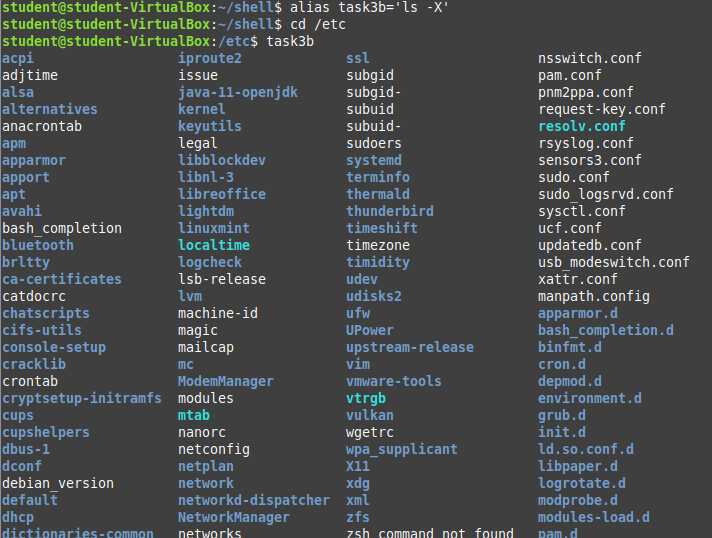 student@student-VirtualBox:~/shell$ alias task3b='ls -X'
student@student-VirtualBox:~/shell$ cd /etc
student@student-VirtualBox:/etc$ task3b
acpi iproute2 ssl nsswitch.conf
adjtime issue subgid pam.conf
alsa java-11-openjdk subgid- pnm2ppa.conf
alternatives kernel subuid request-key.conf
anacrontab keyutils subuid- resolv.conf
apm legal sudoers rsyslog.conf
apparmor libblockdev systemd sensors3.conf
apport libnl-3 terminfo sudo.conf
apt libreoffice thermald sudo_logsrvd.conf
avahi lightdm thunderbird sysctl.conf
bash_completion linuxmint timeshift ucf.conf
bluetooth localtime timezone updatedb.conf
brltty logcheck timidity usb_modeswitch.conf
ca-certificates lsb-release udev xattr.conf
catdocrc lvm udisks2 manpath.config
chatscripts machine-id ufw apparmor.d
cifs-utils magic UPower bash_completion.d
console-setup mailcap upstream-release binfmt.d
cracklib mc vim cron.d
crontab ModemManager vmware-tools depmod.d
cryptsetup-initramfs modules vtrgb environment.d
cups mtab vulkan grub.d
cupshelpers nanorc wgetrc init.d
dbus-1 netconfig wpa_supplicant ld.so.conf.d
dconf netplan X11 libpaper.d
debian_version network xdg logrotate.d
default networkd-dispatcher xml modprobe.d
dhcp NetworkManager zfs modules-load.d
dictionaries-common networks zsh_command_not_found pam.d